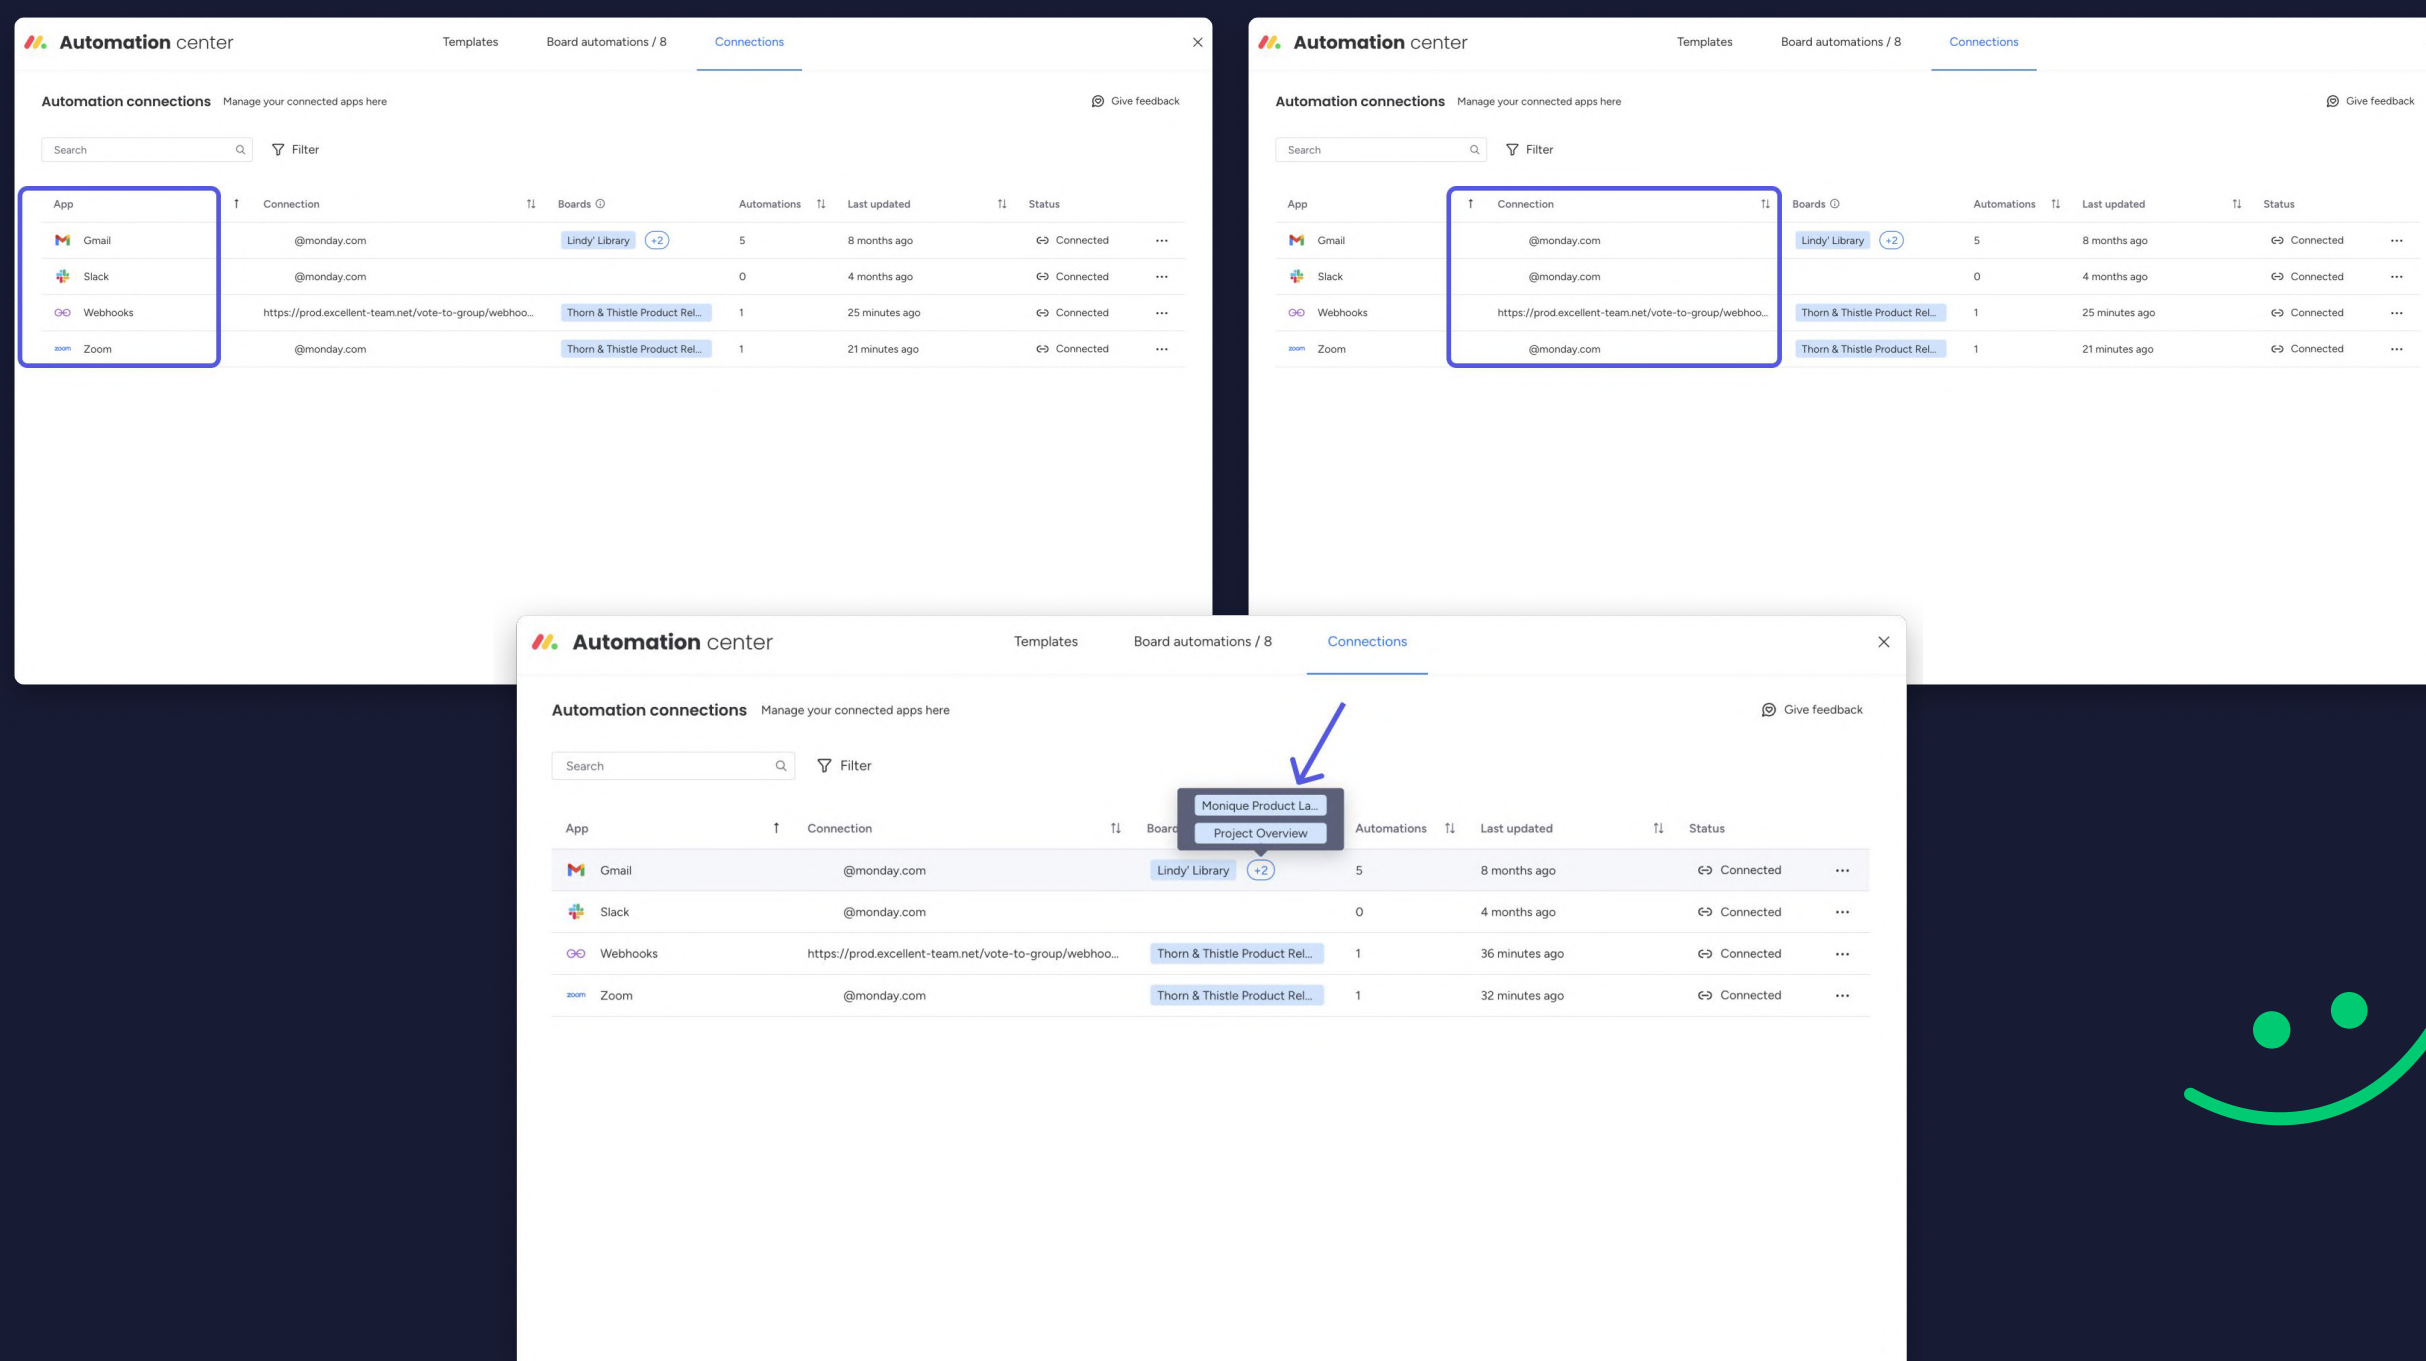 Automation center Templates Board automations / 8 Connections
Automation connections Manage your connected apps here Give feedback
Search Filter
App Connection Boards Automations Last updated Status
Gmail @monday.com Lindy' Library +2 5 8 months ago Connected
Slack @monday.com 0 4 months ago Connected
Webhooks https://prod.excellent-team.net/vote-to-group/webhoo... Thorn & Thistle Product Rel... 1 25 minutes ago Connected
zoom Zoom @monday.com Thorn & Thistle Product Rel... 1 21 minutes ago Connected
Automation center Templates Board automations / 8 Connections
Automation connections Manage your connected apps here Give feedback
Search Filter
App Connection Boards Automations Last updated Status
Gmail @monday.com Lindy' Library +2 5 8 months ago Connected
Slack @monday.com 0 4 months ago Connected
Webhooks https://prod.excellent-team.net/vote-to-group/webhoo... Thorn & Thistle Product Rel... 1 25 minutes ago Connected
zoom Zoom @monday.com Thorn & Thistle Product Rel... 1 21 minutes ago Connected
Automation center Templates Board automations / 8 Connections
Automation connections Manage your connected apps here Give feedback
Search Filter
Monique Product La...
Project Overview
App Connection Board Automations Last updated Status
Gmail @monday.com Lindy' Library +2 5 8 months ago Connected
Slack @monday.com 0 4 months ago Connected
Webhooks https://prod.excellent-team.net/vote-to-group/webhoo... Thorn & Thistle Product Rel... 1 36 minutes ago Connected
zoom Zoom @monday.com Thorn & Thistle Product Rel... 1 32 minutes ago Connected